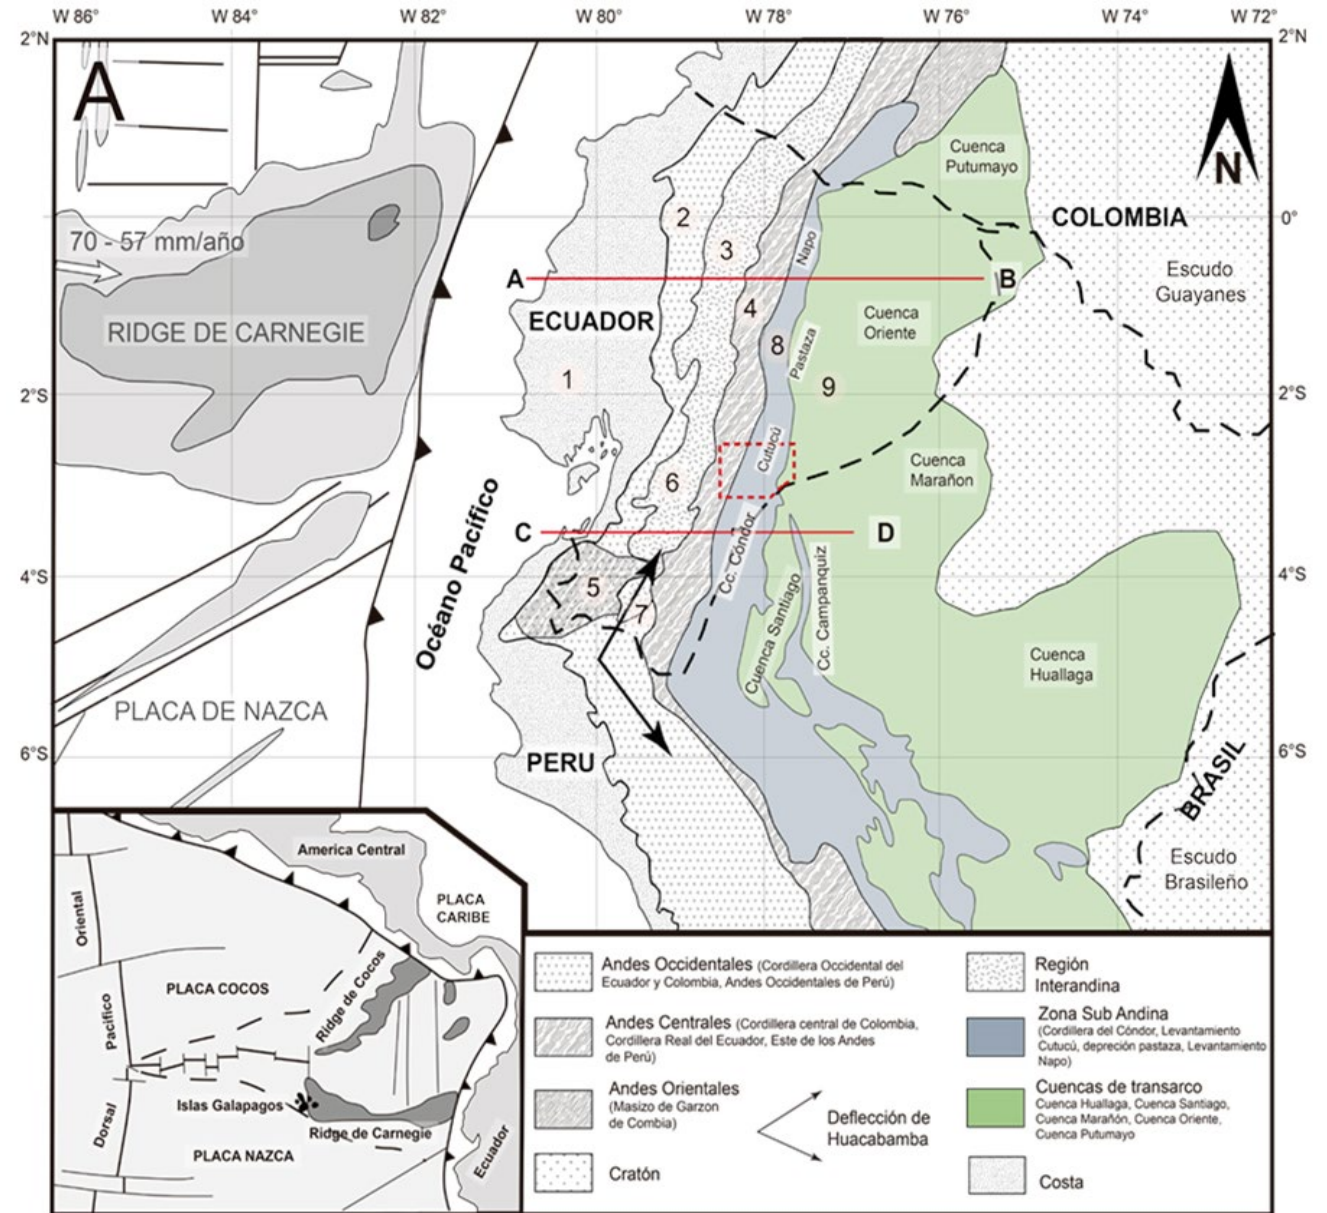 W 86°
W 84°
W 82°
W 80°
W 78°
W 76°
W 74°
W 72°
2°N
2°N
A
N
Cuenca
Putumayo
COLOMBIA
0°
70 - 57 mm/año
2
3
Napo
Escudo
Guayanes
A
B
RIDGE DE CARNEGIE
ECUADOR
4
Cuenca
Oriente
8
Pastaza
1
9
2°S
2°S
Cutucú
6
Cuenca
Marañon
Océano Pacífico
C
D
Cc. Cóndor
4°S
4°S
5
7
Cuenca Santiago
Cc. Campanquiz
Cuenca
Huallaga
PLACA DE NAZCA
6°S
6°S
PERU
BRASIL
Escudo
Brasileño
America Central
PLACA
CARIBE
Oriental
Pacífico
Dorsal
PLACA COCOS
Ridge de Cocos
Islas Galapagos
Ridge de Carnegie
PLACA NAZCA
Ecuador
Andes Occidentales (Cordillera Occidental del
Ecuador y Colombia, Andes Occidentales de Perú)
Andes Centrales (Cordillera central de Colombia,
Cordillera Real del Ecuador, Este de los Andes
de Perú)
Andes Orientales
(Masizo de Garzon
de Combia)
Cratón
Deflección de
Huacabamba
Región
Interandina
Zona Sub Andina
(Cordillera del Cóndor, Levantamiento
Cutucú, depreción pastaza, Levantamiento
Napo)
Cuencas de transarco
Cuenca Huallaga, Cuenca Santiago,
Cuenca Marañón, Cuenca Oriente,
Cuenca Putumayo
Costa